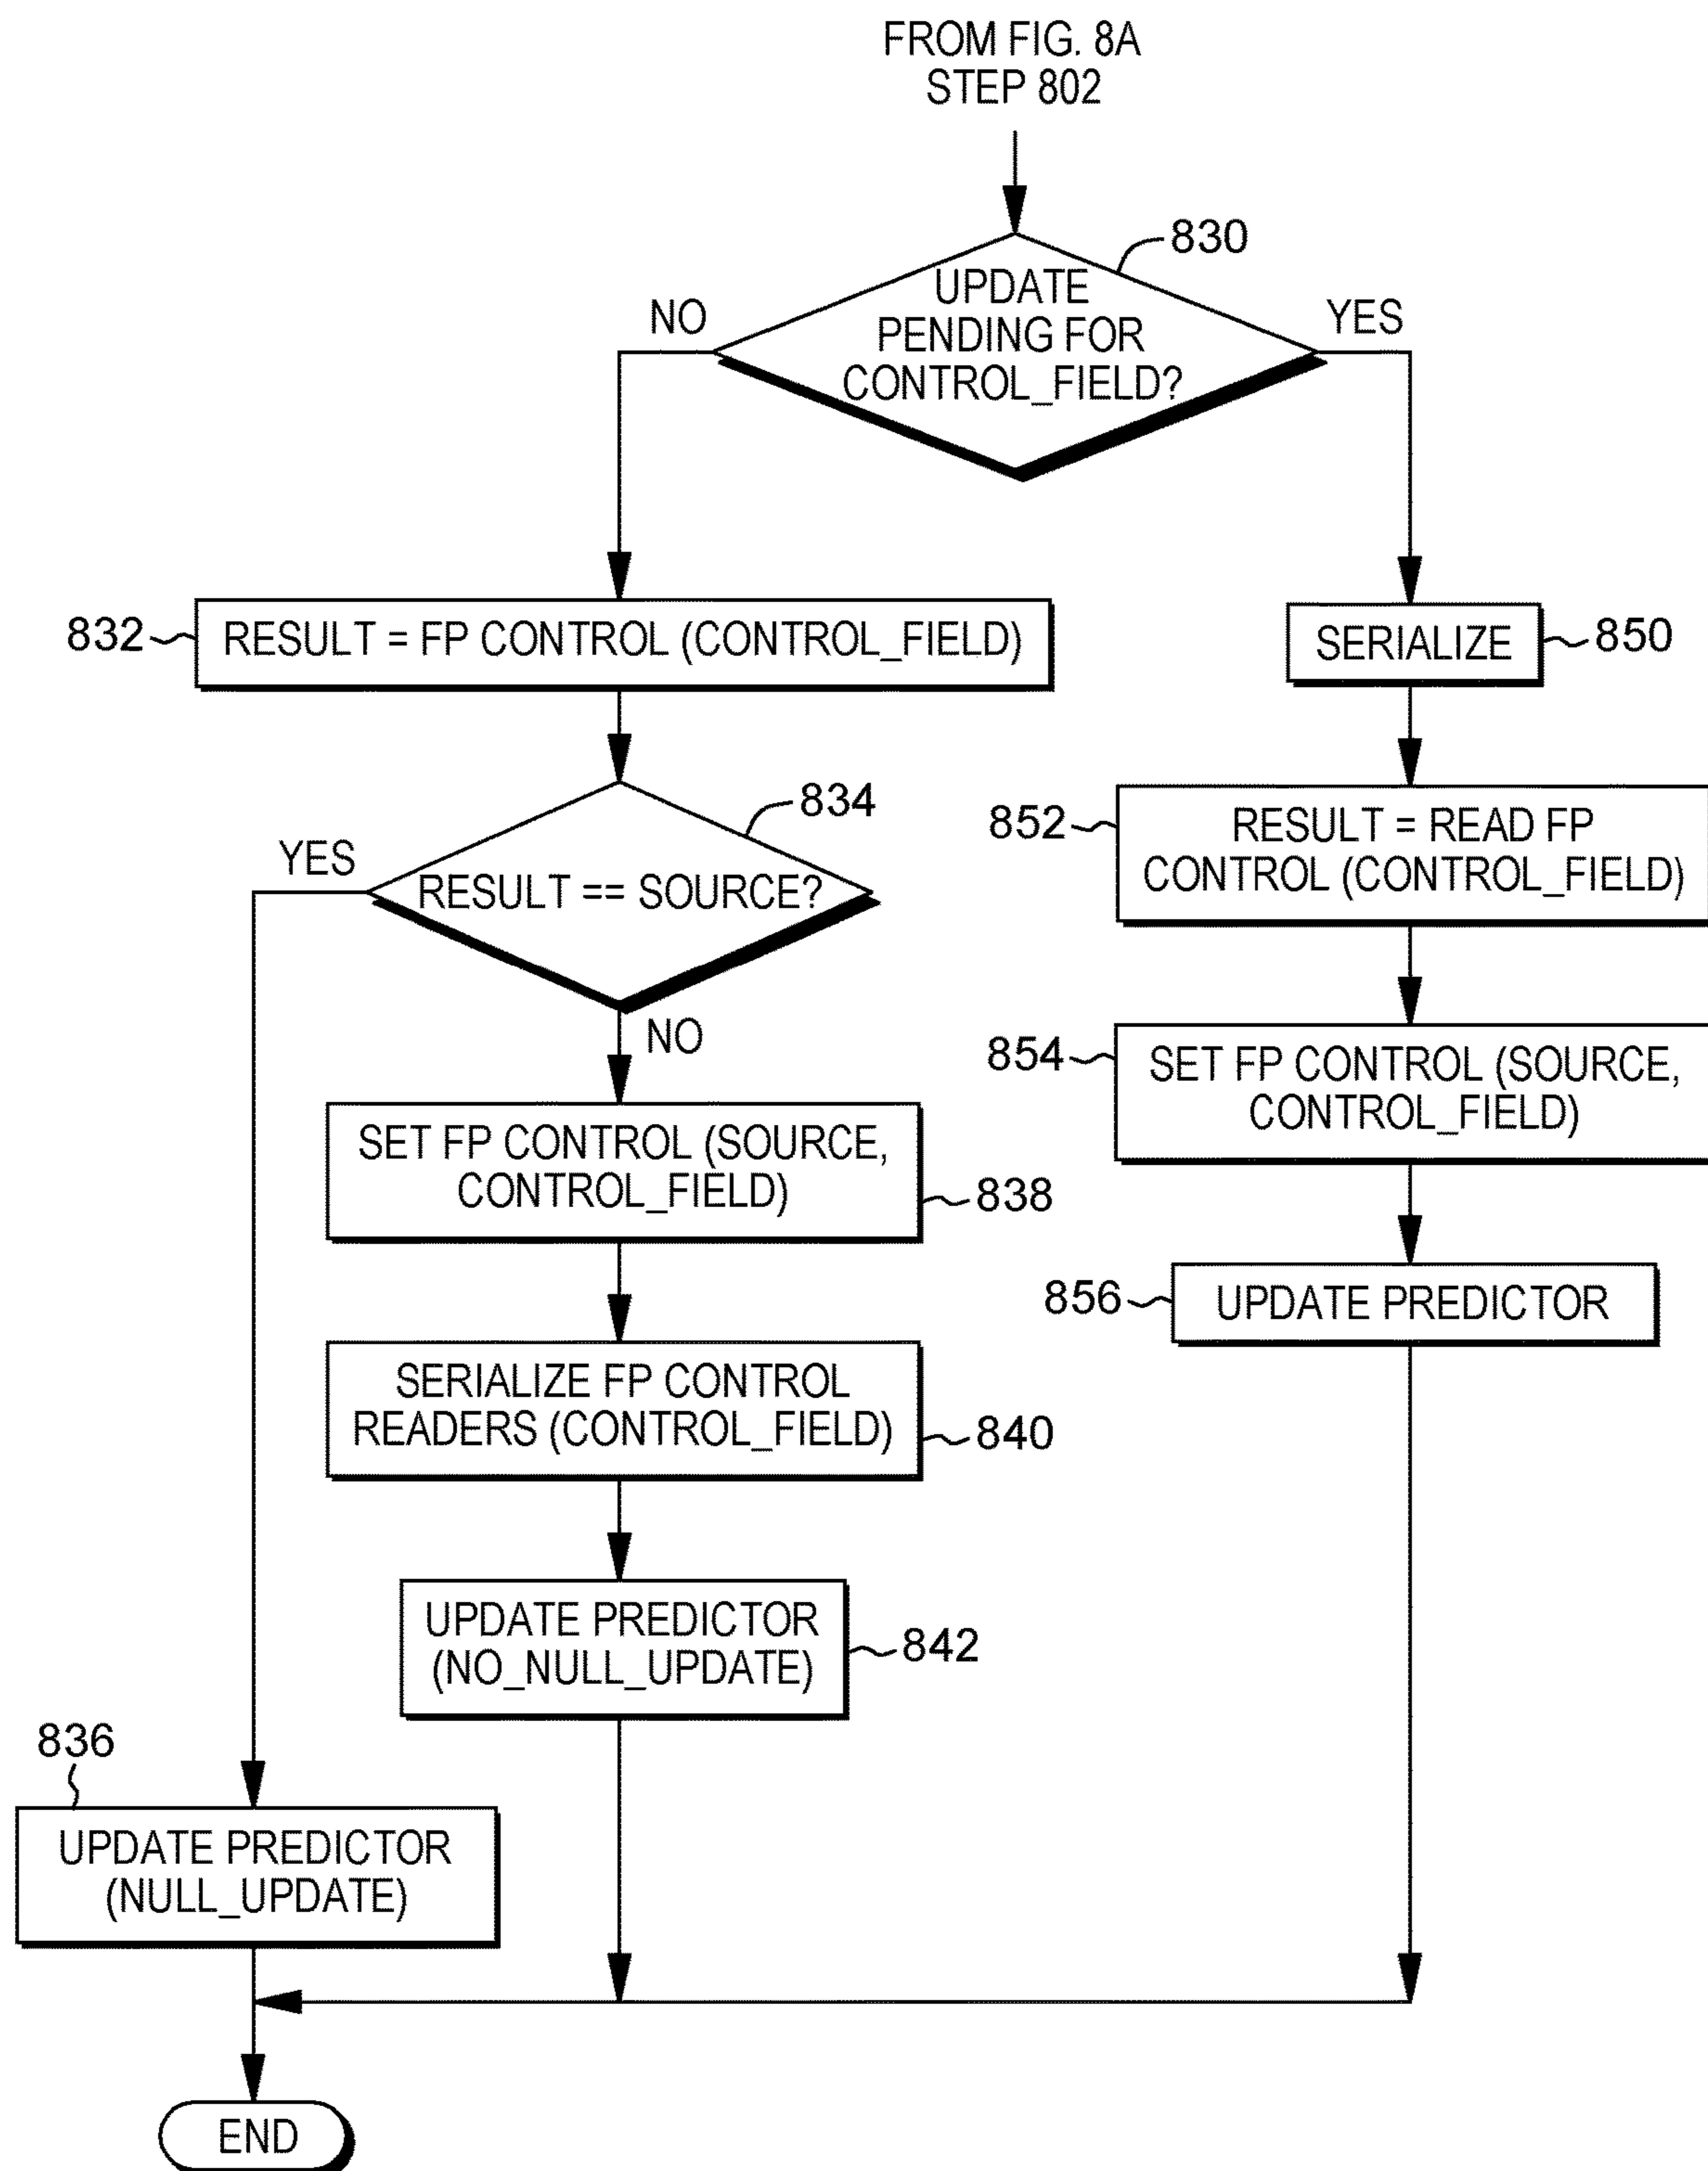 FROM FIG. 8A
STEP 802
830
UPDATE
PENDING FOR
CONTROL_FIELD?
NO
YES
832
RESULT = FP CONTROL (CONTROL_FIELD)
SERIALIZE
850
834
YES
RESULT == SOURCE?
NO
852
RESULT = READ FP
CONTROL (CONTROL_FIELD)
854
SET FP CONTROL (SOURCE,
CONTROL_FIELD)
SET FP CONTROL (SOURCE,
CONTROL_FIELD)
838
856
UPDATE PREDICTOR
SERIALIZE FP CONTROL
READERS (CONTROL_FIELD)
840
UPDATE PREDICTOR
(NO_NULL_UPDATE)
842
836
UPDATE PREDICTOR
(NULL_UPDATE)
END